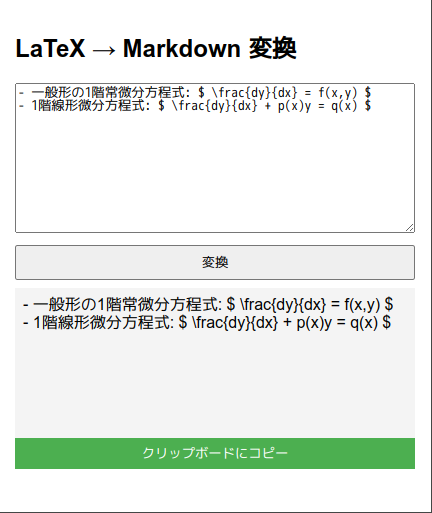 LaTeX → Markdown 変換
- 一般形の1階常微分方程式: $ \frac{dy}{dx} = f(x,y) $
- 1階線形微分方程式: $ \frac{dy}{dx} + p(x)y = q(x) $
変換
- 一般形の1階常微分方程式: $ \frac{dy}{dx} = f(x,y) $
- 1階線形微分方程式: $ \frac{dy}{dx} + p(x)y = q(x) $
クリップボードにコピー